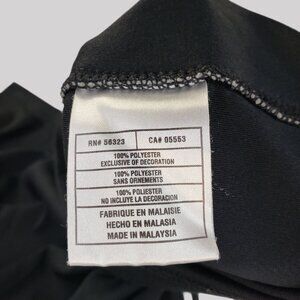 RN# 56323 CA# 05553
100% POLYESTER
EXCLUSIVE OF DECORATION
100% POLYESTER
SANS ORNEMENTS
100% POLYESTER
NO INCLUYE LA DECORACION
FABRIQUE EN MALAISIE
HECHO EN MALASIA
MADE IN MALAYSIA